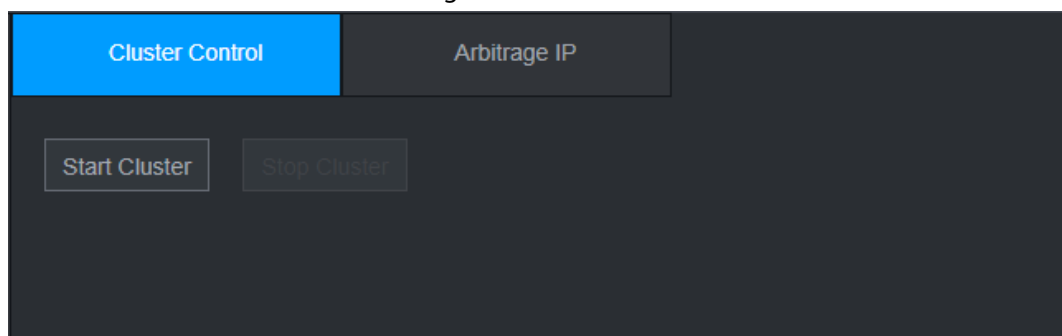 Cluster Control
Arbitrage IP
Start Cluster
Stop Cluster